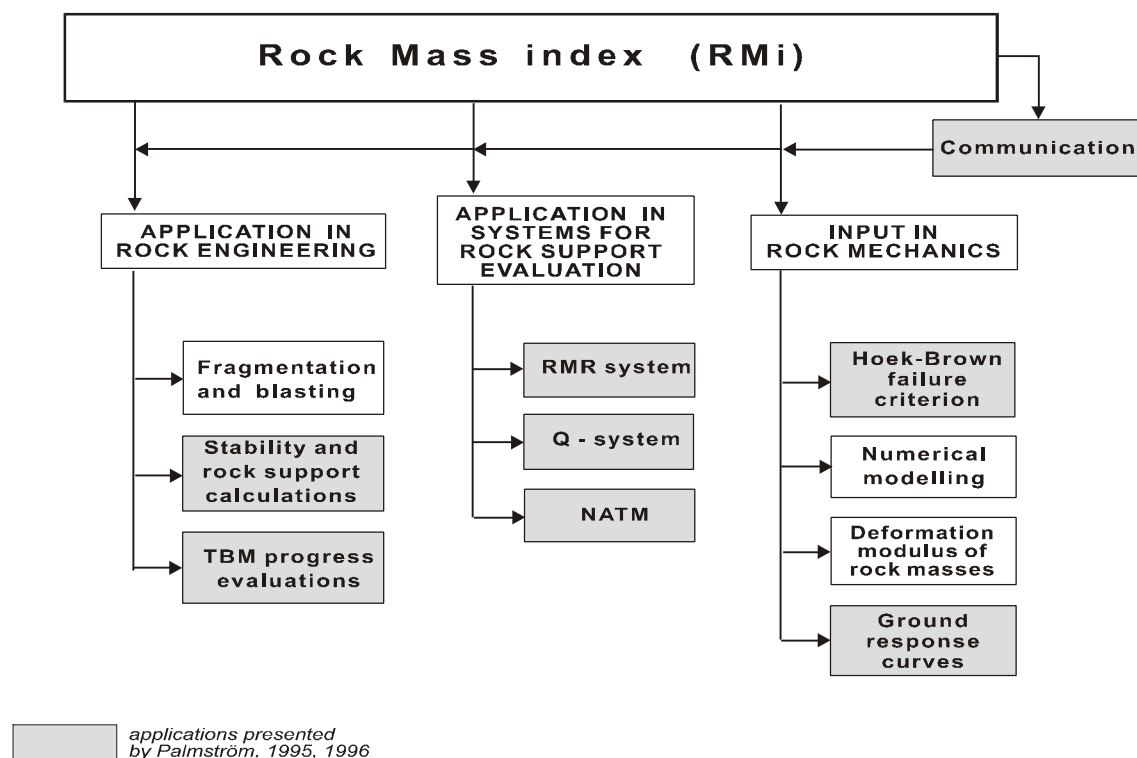 Rock Mass index (RMi)
Communication
APPLICATION IN
ROCK ENGINEERING
APPLICATION IN
SYSTEMS FOR
ROCK SUPPORT
EVALUATION
INPUT IN
ROCK MECHANICS
Fragmentation
and blasting
Stability and
rock support
calculations
TBM progress
evaluations
RMR system
Q - system
NATM
Hoek-Brown
failure
criterion
Numerical
modelling
Deformation
modulus of
rock masses
Ground
response
curves
applications presented
by Palmström, 1995, 1996